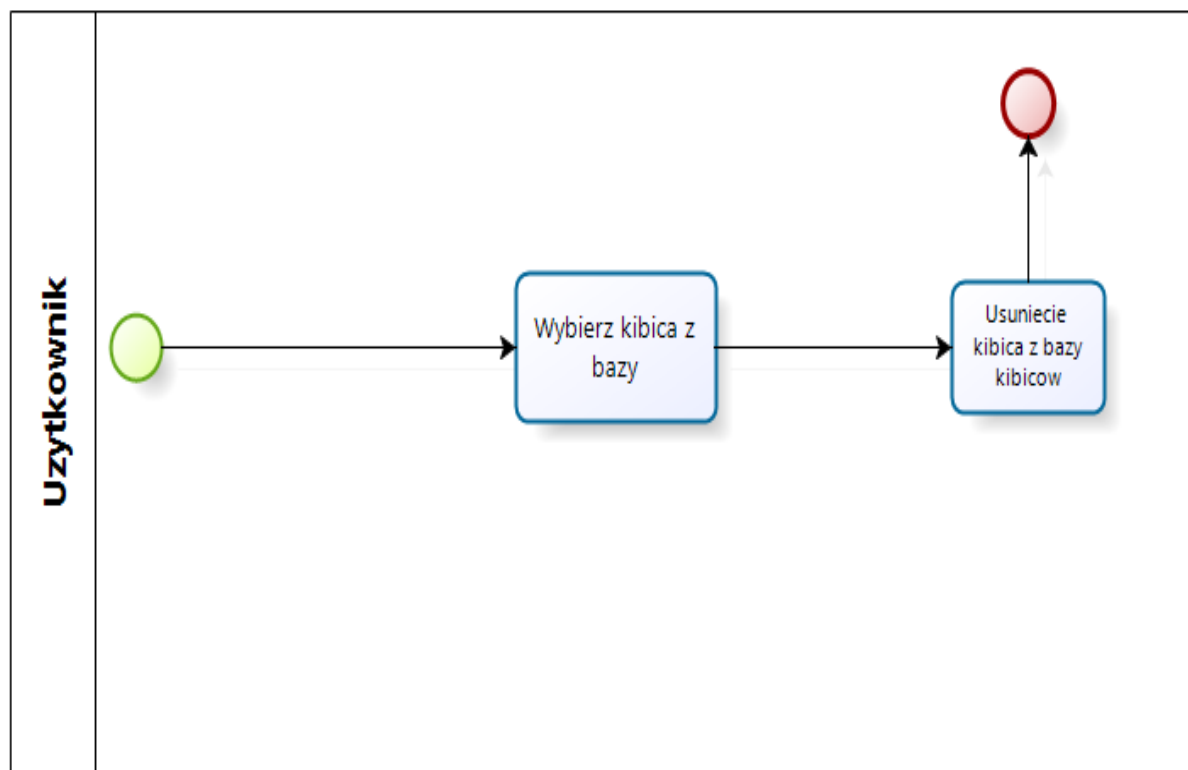 Uzytkownik
Wybierz kibica z
bazy
Usuniecie
kibica z bazy
kibicow